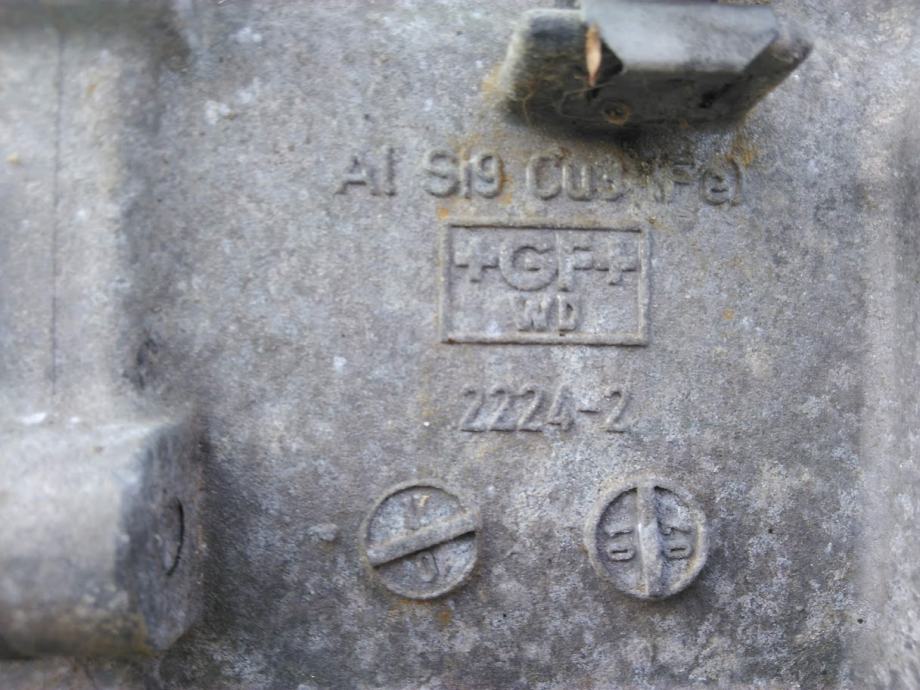 Al Si9 Cu3 (Fe)
+GF+
WD
2224-2